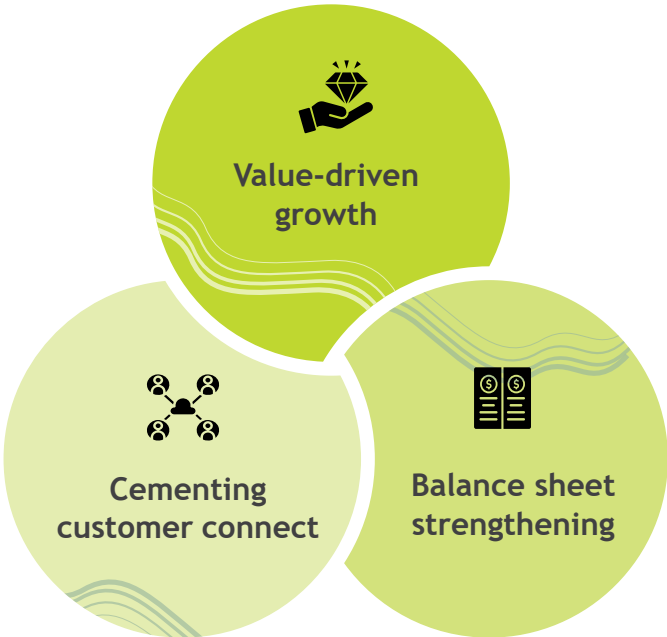 Value-driven
growth
Cementing
customer connect
Balance sheet
strengthening
$ $